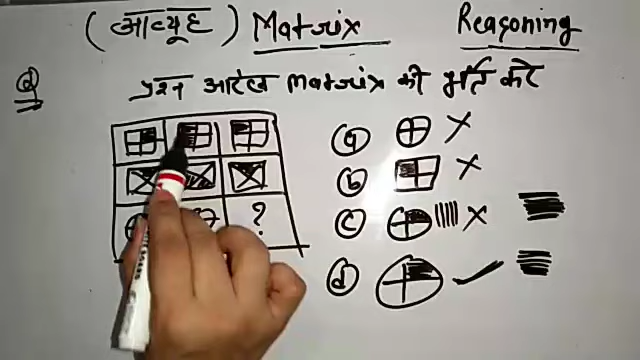 (आव्यूह) Matrix Reasoning
Q प्रश्न आरेख Matrix की पूर्ति करे
(a) X
(b) X
(c) X
?
(d) ✓